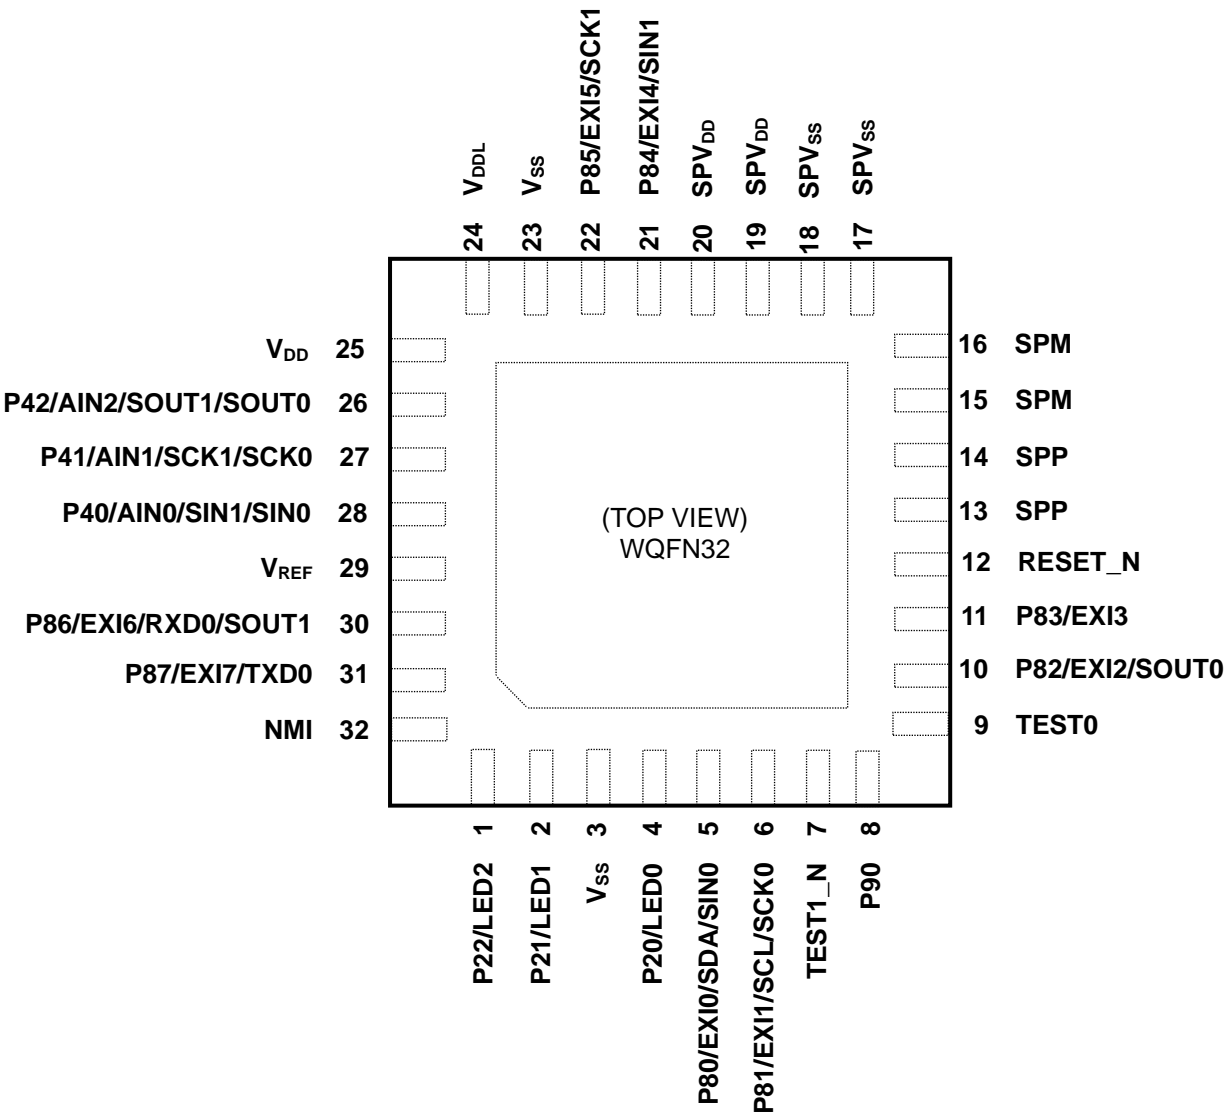 VDDL
VSS
P85/EXI5/SCK1
P84/EXI4/SIN1
SPVDD
SPVDD
SPVSS
SPVSS
24
23
22
21
20
19
18
17
VDD 25
P42/AIN2/SOUT1/SOUT0 26
P41/AIN1/SCK1/SCK0 27
P40/AIN0/SIN1/SIN0 28
VREF 29
P86/EXI6/RXD0/SOUT1 30
P87/EXI7/TXD0 31
NMI 32
(TOP VIEW)
WQFN32
16 SPM
15 SPM
14 SPP
13 SPP
12 RESET_N
11 P83/EXI3
10 P82/EXI2/SOUT0
9 TEST0
1
2
3
4
5
6
7
8
P22/LED2
P21/LED1
VSS
P20/LED0
P80/EXI0/SDA/SIN0
P81/EXI1/SCL/SCK0
TEST1_N
P90